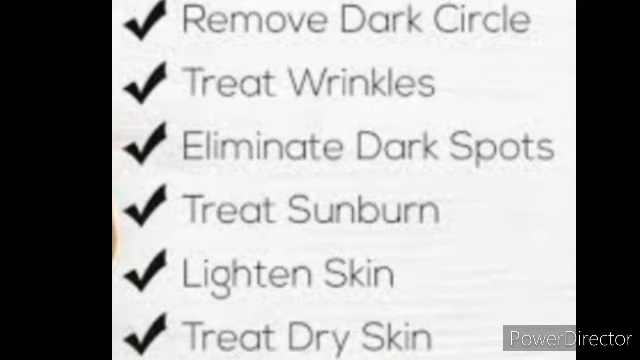 Remove Dark Circle
Treat Wrinkles
Eliminate Dark Spots
Treat Sunburn
Lighten Skin
Treat Dry Skin
PowerDirector